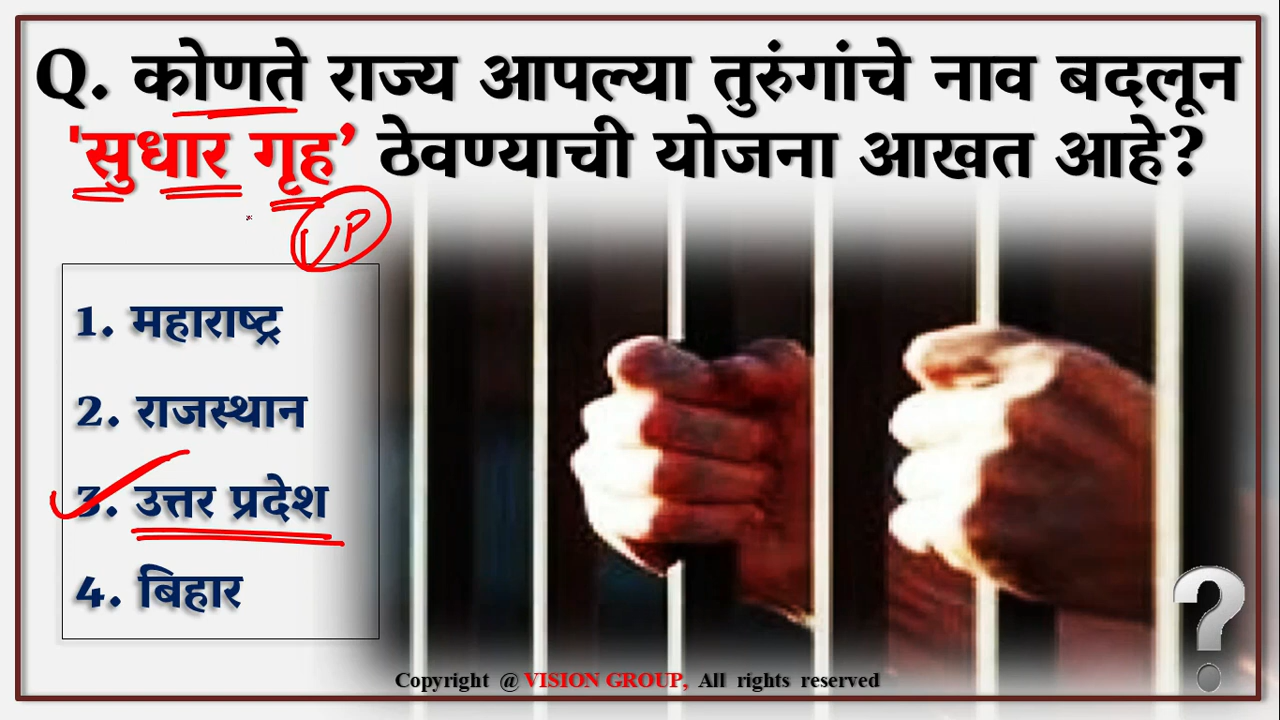 Q. कोणते राज्य आपल्या तुरुंगांचे नाव बदलून
'सुधार गृह’ ठेवण्याची योजना आखत आहे?
UP
1. महाराष्ट्र
2. राजस्थान
3. उत्तर प्रदेश
4. बिहार
?
Copyright @ VISION GROUP, All rights reserved